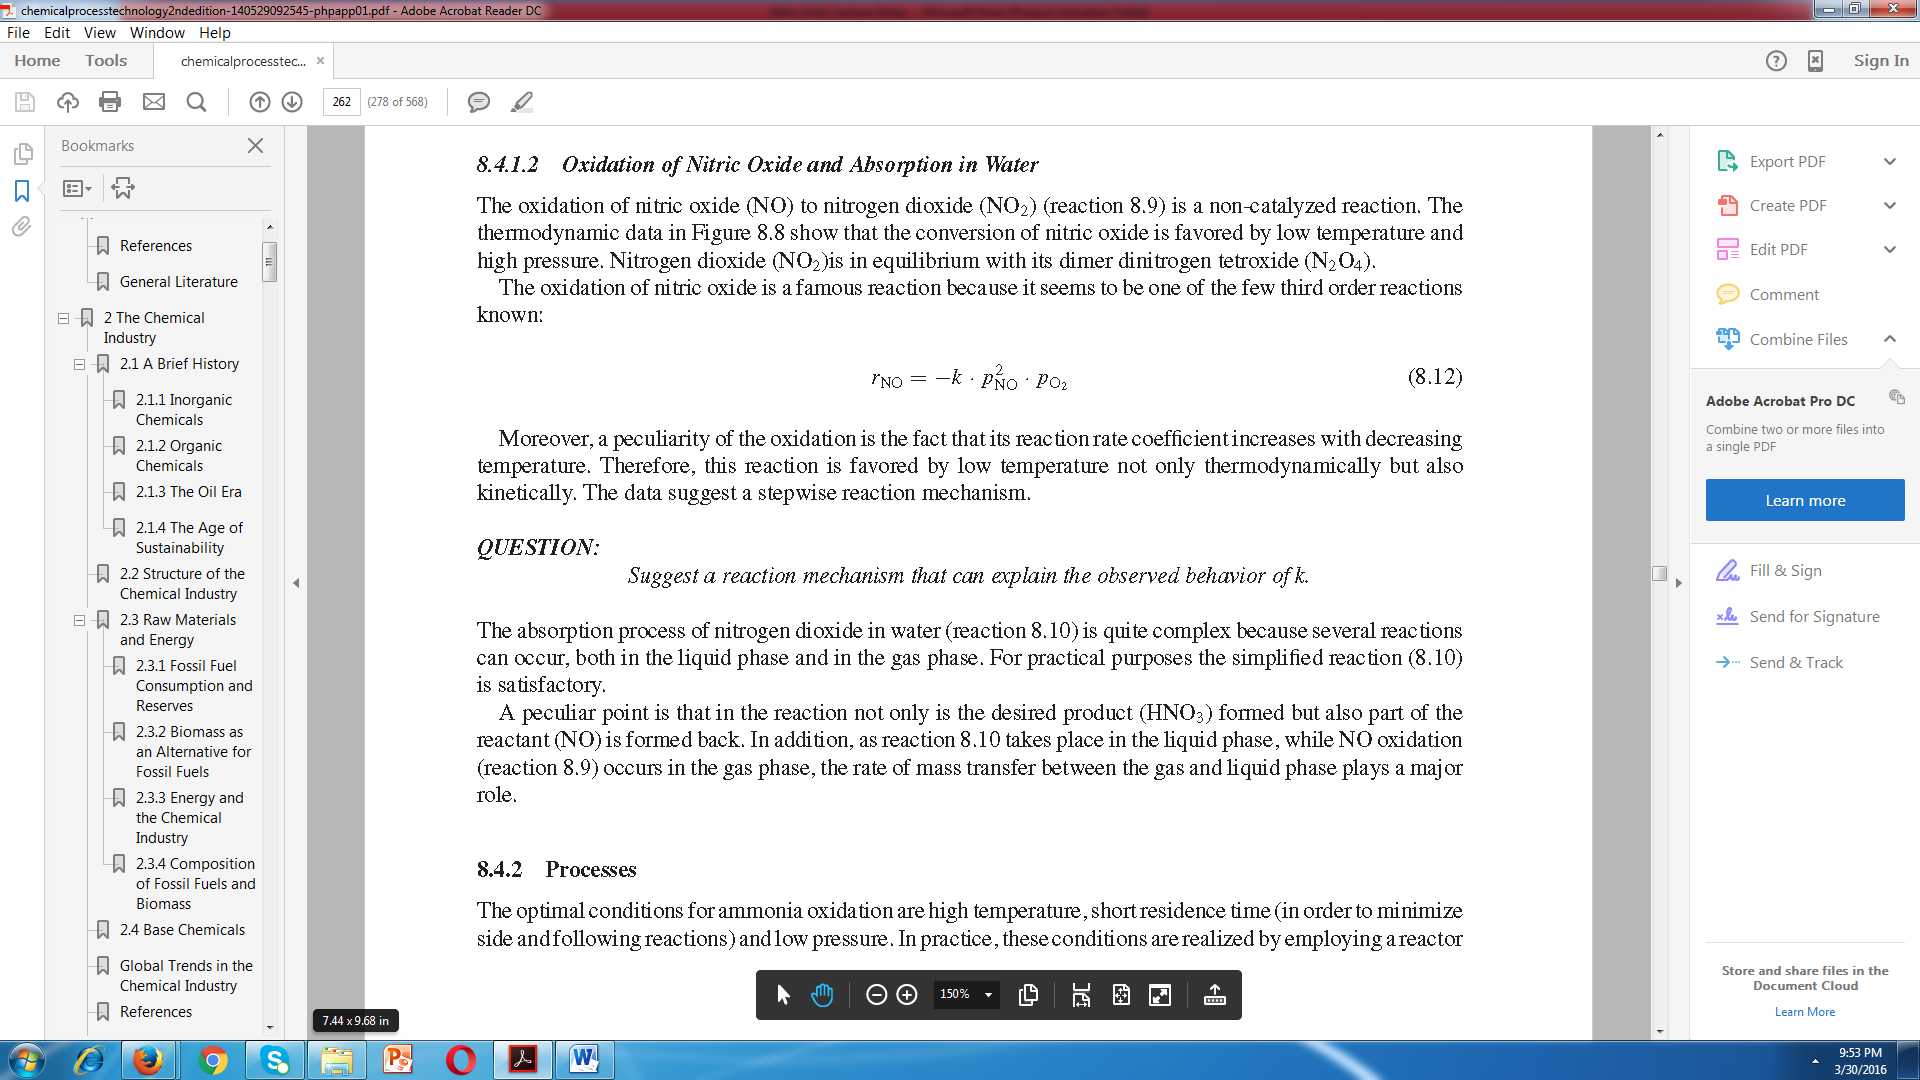 chemicalprocesstechnology2ndedition-140529092545-phpapp01.pdf - Adobe Acrobat Reader DC
File Edit View Window Help
Home Tools chemicalprocesstec... × Sign In
262 (278 of 568)
Bookmarks
References
General Literature
2 The Chemical
Industry
2.1 A Brief History
2.1.1 Inorganic
Chemicals
2.1.2 Organic
Chemicals
2.1.3 The Oil Era
2.1.4 The Age of
Sustainability
2.2 Structure of the
Chemical Industry
2.3 Raw Materials
and Energy
2.3.1 Fossil Fuel
Consumption and
Reserves
2.3.2 Biomass as
an Alternative for
Fossil Fuels
2.3.3 Energy and
the Chemical
Industry
2.3.4 Composition
of Fossil Fuels and
Biomass
2.4 Base Chemicals
Global Trends in the
Chemical Industry
References
8.4.1.2 Oxidation of Nitric Oxide and Absorption in Water
The oxidation of nitric oxide (NO) to nitrogen dioxide (NO₂) (reaction 8.9) is a non-catalyzed reaction. The
thermodynamic data in Figure 8.8 show that the conversion of nitric oxide is favored by low temperature and
high pressure. Nitrogen dioxide (NO₂)is in equilibrium with its dimer dinitrogen tetroxide (N₂O₄).
The oxidation of nitric oxide is a famous reaction because it seems to be one of the few third order reactions
known:
r_NO = −k · p²_NO · p_O₂ (8.12)
Moreover, a peculiarity of the oxidation is the fact that its reaction rate coefficient increases with decreasing
temperature. Therefore, this reaction is favored by low temperature not only thermodynamically but also
kinetically. The data suggest a stepwise reaction mechanism.
QUESTION:
Suggest a reaction mechanism that can explain the observed behavior of k.
The absorption process of nitrogen dioxide in water (reaction 8.10) is quite complex because several reactions
can occur, both in the liquid phase and in the gas phase. For practical purposes the simplified reaction (8.10)
is satisfactory.
A peculiar point is that in the reaction not only is the desired product (HNO₃) formed but also part of the
reactant (NO) is formed back. In addition, as reaction 8.10 takes place in the liquid phase, while NO oxidation
(reaction 8.9) occurs in the gas phase, the rate of mass transfer between the gas and liquid phase plays a major
role.
8.4.2 Processes
The optimal conditions for ammonia oxidation are high temperature, short residence time (in order to minimize
side and following reactions) and low pressure. In practice, these conditions are realized by employing a reactor
150%
7.44 x 9.68 in
Export PDF
Create PDF
Edit PDF
Comment
Combine Files
Adobe Acrobat Pro DC
Combine two or more files into
a single PDF
Learn more
Fill & Sign
Send for Signature
Send & Track
Store and share files in the
Document Cloud
Learn More
9:53 PM
3/30/2016